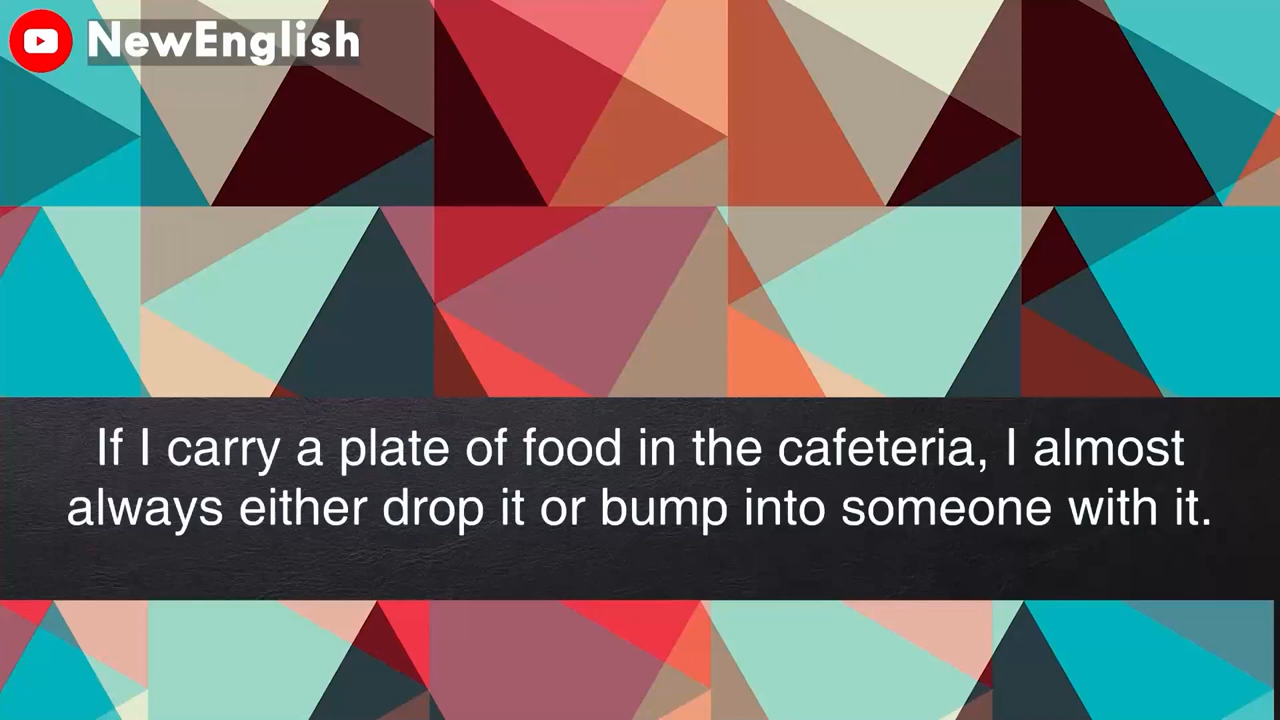 NewEnglish
If I carry a plate of food in the cafeteria, I almost
always either drop it or bump into someone with it.